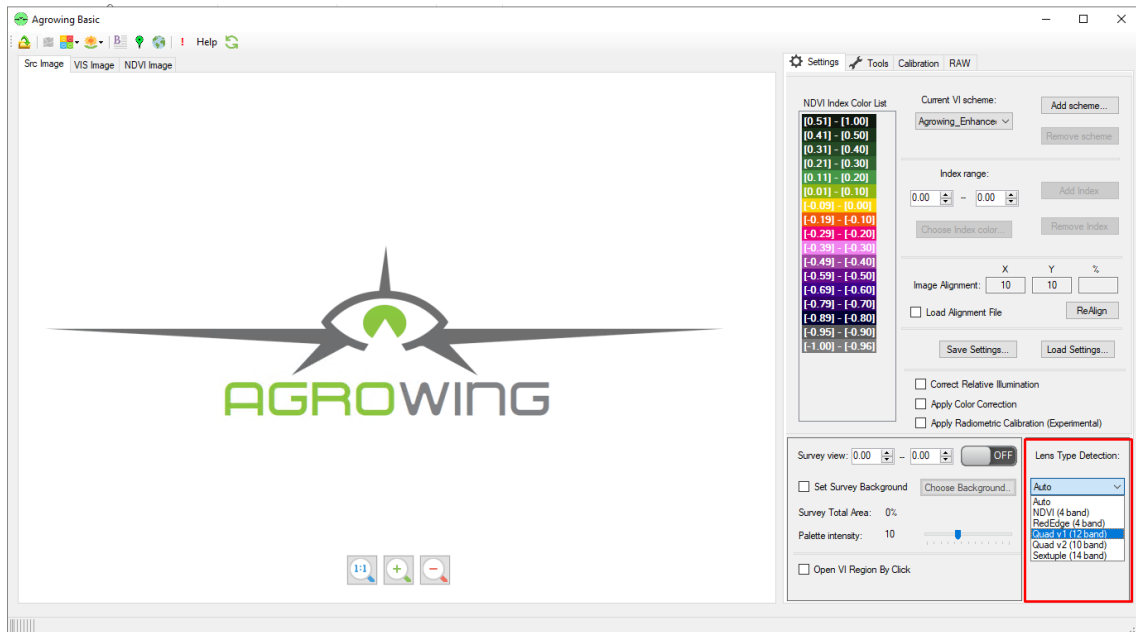 Agrowing Basic
B Help
Src Image VIS Image NDVI Image
Settings Tools Calibration RAW
NDVI Index Color List
[0.51] - [1.00]
[0.41] - [0.50]
[0.31] - [0.40]
[0.21] - [0.30]
[0.11] - [0.20]
[0.01] - [0.10]
[-0.09] - [0.00]
[-0.19] - [-0.10]
[-0.29] - [-0.20]
[-0.39] - [-0.30]
[-0.49] - [-0.40]
[-0.59] - [-0.50]
[-0.69] - [-0.60]
[-0.79] - [-0.70]
[-0.89] - [-0.80]
[-0.95] - [-0.90]
[-1.00] - [-0.96]
Current VI scheme:
Agrowing_Enhance
Add scheme...
Remove scheme
Index range:
0.00 - 0.00
Add Index
Choose Index color...
Remove Index
X Y %
Image Alignment: 10 10
Load Alignment File
ReAlign
Save Settings...
Load Settings...
Correct Relative Illumination
Apply Color Correction
Apply Radiometric Calibration (Experimental)
AGROWING
1:1
Survey view: 0.00 - 0.00 OFF
Set Survey Background Choose Background...
Survey Total Area: 0%
Palette intensity: 10
Open VI Region By Click
Lens Type Detection:
Auto
Auto
NDVI (4 band)
RedEdge (4 band)
Quad v1 (12 band)
Quad v2 (10 band)
Sextuple (14 band)